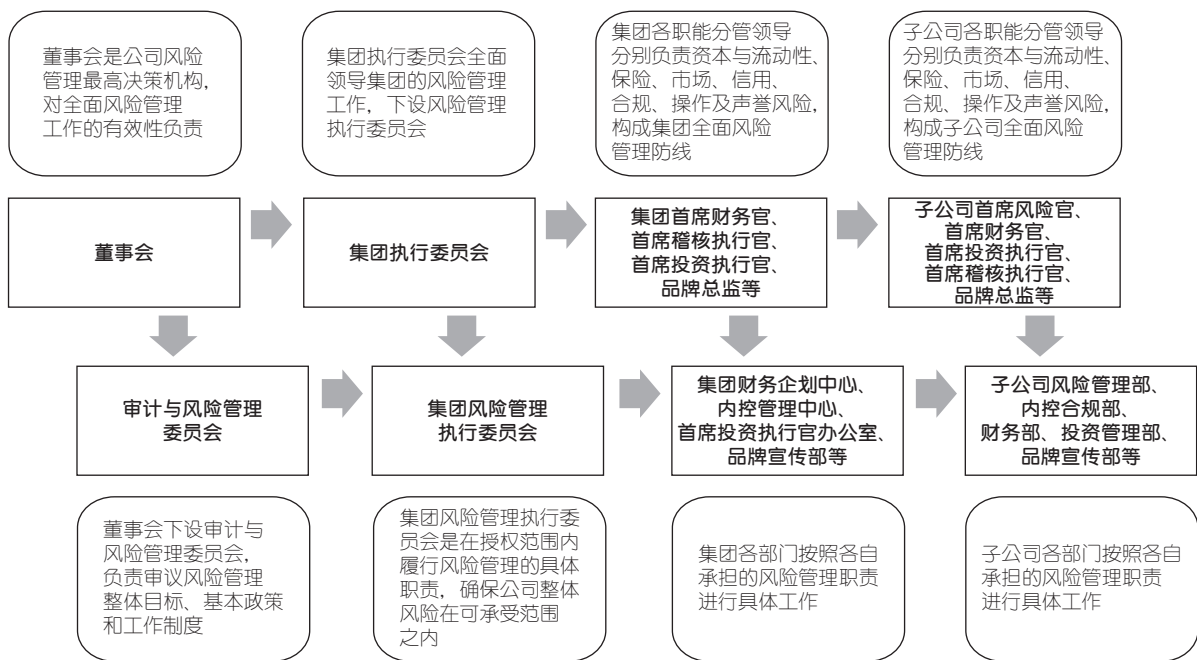 董事会是公司风险
管理最高决策机构，
对全面风险管理
工作的有效性负责
集团执行委员会全面
领导集团的风险管理
工作，下设风险管理
执行委员会
集团各职能分管领导
分别负责资本与流动性、
保险、市场、信用、
合规、操作及声誉风险，
构成集团全面风险
管理防线
子公司各职能分管领导
分别负责资本与流动性、
保险、市场、信用、
合规、操作及声誉风险，
构成子公司全面风险
管理防线
董事会
集团执行委员会
集团首席财务官、
首席稽核执行官、
首席投资执行官、
品牌总监等
子公司首席风险官、
首席财务官、
首席投资执行官、
首席稽核执行官、
品牌总监等
审计与风险管理
委员会
集团风险管理
执行委员会
集团财务企划中心、
内控管理中心、
首席投资执行官办公室、
品牌宣传部等
子公司风险管理部、
内控合规部、
财务部、投资管理部、
品牌宣传部等
董事会下设审计与
风险管理委员会，
负责审议风险管理
整体目标、基本政策
和工作制度
集团风险管理执行委
员会是在授权范围内
履行风险管理的具体
职责，确保公司整体
风险在可承受范围
之内
集团各部门按照各自
承担的风险管理职责
进行具体工作
子公司各部门按照各自
承担的风险管理职责
进行具体工作